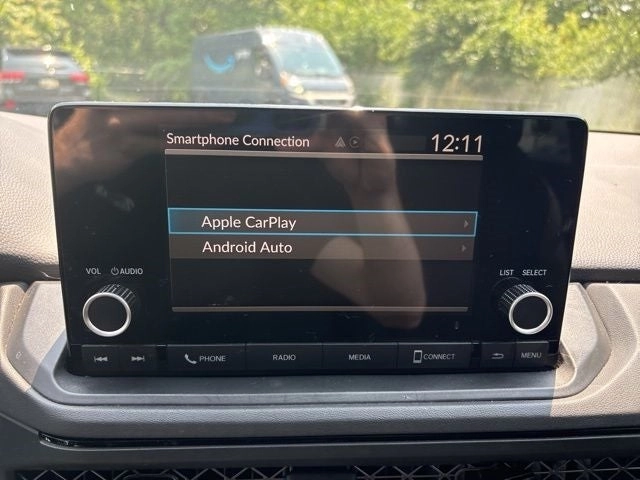 Smartphone Connection 12:11
Apple CarPlay
Android Auto
VOL AUDIO
LIST SELECT
PHONE RADIO MEDIA CONNECT MENU